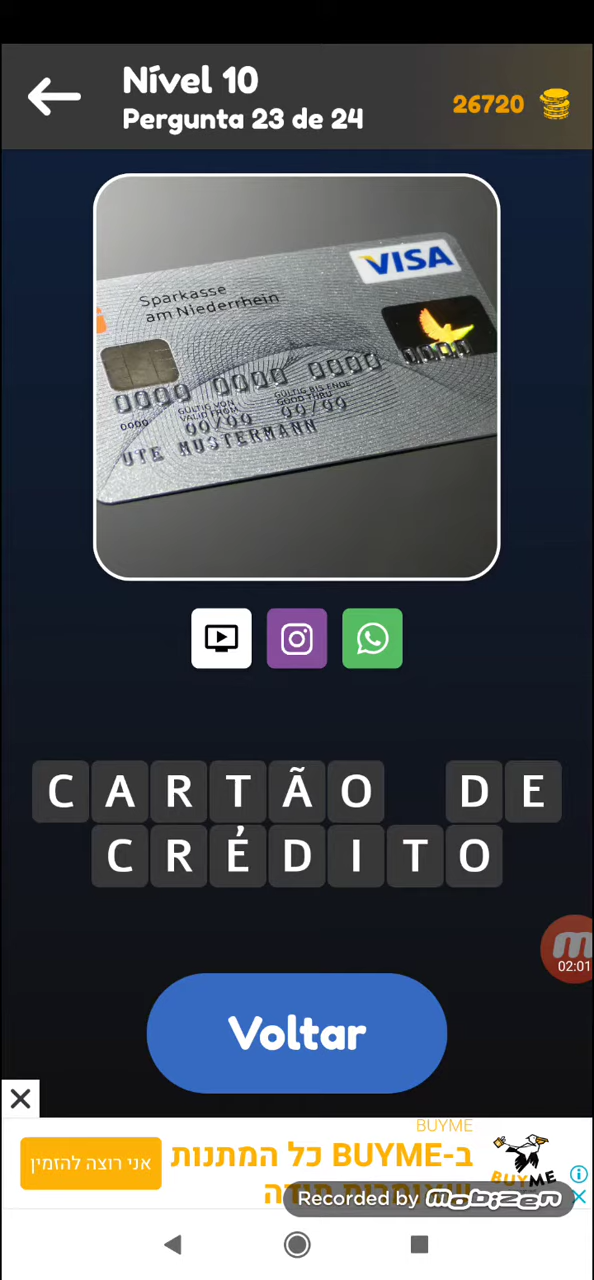 Nível 10
Pergunta 23 de 24
26720
VISA
Sparkasse
am Niederrhein
0000 0000 0000 0000
0000
GÜLTIG VON
VALID FROM
00/00
GÜLTIG BIS ENDE
GOOD THRU
00/00
UTE MUSTERMANN
CARTÃO DE
CRÉDITO
02:01
Voltar
BUYME
ב-BUYME כל המתנות
אני רוצה להזמין
BUYME
Recorded by mobizen